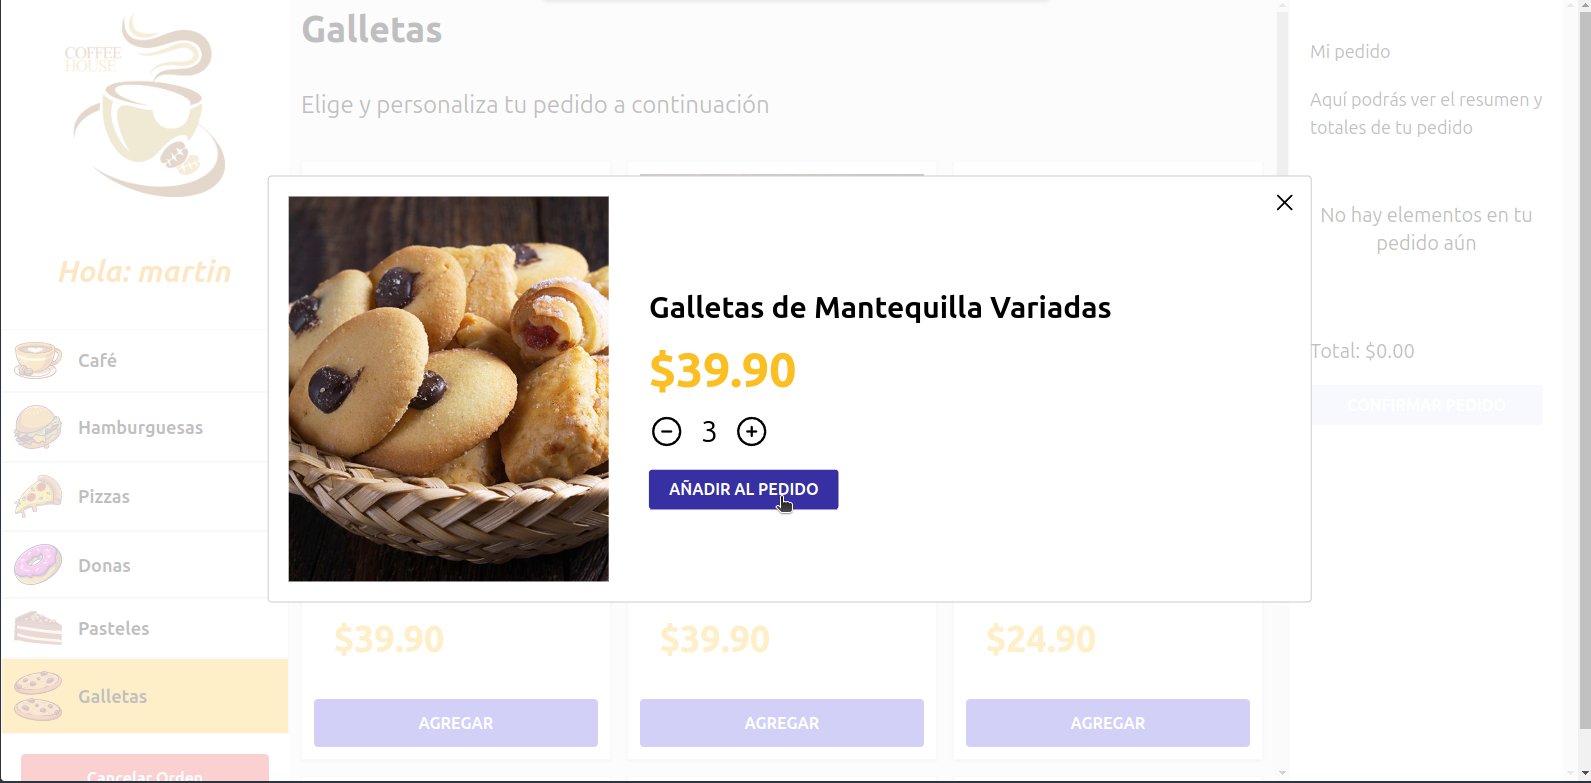 COFFEE
HOUSE
Hola: martin
Café
Hamburguesas
Pizzas
Donas
Pasteles
Galletas
Cancelar Orden
Galletas
Elige y personaliza tu pedido a continuación
Galletas de Mantequilla Variadas
$39.90
3
AÑADIR AL PEDIDO
$39.90
$39.90
$24.90
AGREGAR
AGREGAR
AGREGAR
Mi pedido
Aquí podrás ver el resumen y
totales de tu pedido
No hay elementos en tu
pedido aún
Total: $0.00
CONFIRMAR PEDIDO